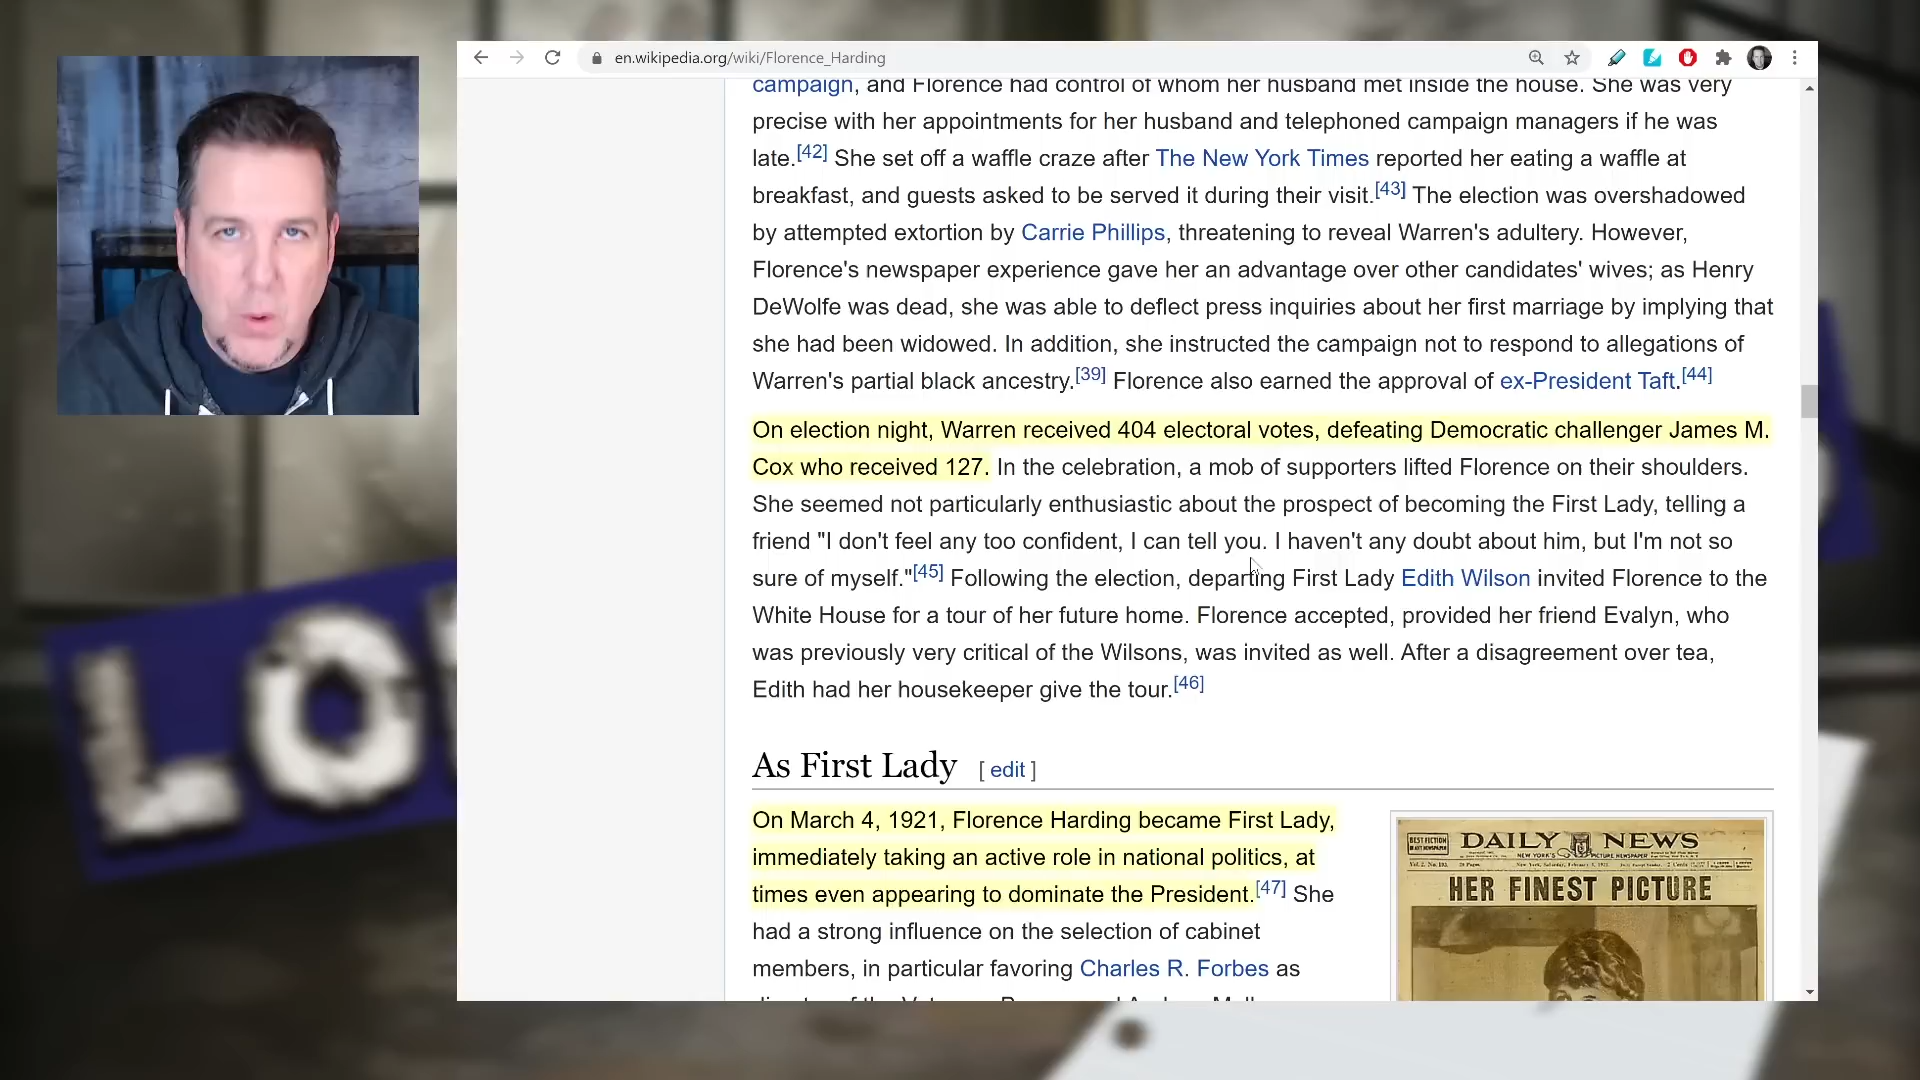 en.wikipedia.org/wiki/Florence_Harding
campaign, and Florence had control of whom her husband met inside the house. She was very
precise with her appointments for her husband and telephoned campaign managers if he was
late.[42] She set off a waffle craze after The New York Times reported her eating a waffle at
breakfast, and guests asked to be served it during their visit.[43] The election was overshadowed
by attempted extortion by Carrie Phillips, threatening to reveal Warren's adultery. However,
Florence's newspaper experience gave her an advantage over other candidates' wives; as Henry
DeWolfe was dead, she was able to deflect press inquiries about her first marriage by implying that
she had been widowed. In addition, she instructed the campaign not to respond to allegations of
Warren's partial black ancestry.[39] Florence also earned the approval of ex-President Taft.[44]
On election night, Warren received 404 electoral votes, defeating Democratic challenger James M.
Cox who received 127. In the celebration, a mob of supporters lifted Florence on their shoulders.
She seemed not particularly enthusiastic about the prospect of becoming the First Lady, telling a
friend "I don't feel any too confident, I can tell you. I haven't any doubt about him, but I'm not so
sure of myself."[45] Following the election, departing First Lady Edith Wilson invited Florence to the
White House for a tour of her future home. Florence accepted, provided her friend Evalyn, who
was previously very critical of the Wilsons, was invited as well. After a disagreement over tea,
Edith had her housekeeper give the tour.[46]
As First Lady [ edit ]
On March 4, 1921, Florence Harding became First Lady,
immediately taking an active role in national politics, at
times even appearing to dominate the President.[47] She
had a strong influence on the selection of cabinet
members, in particular favoring Charles R. Forbes as
DAILY NEWS
NEW YORK'S PICTURE NEWSPAPER
HER FINEST PICTURE
LO